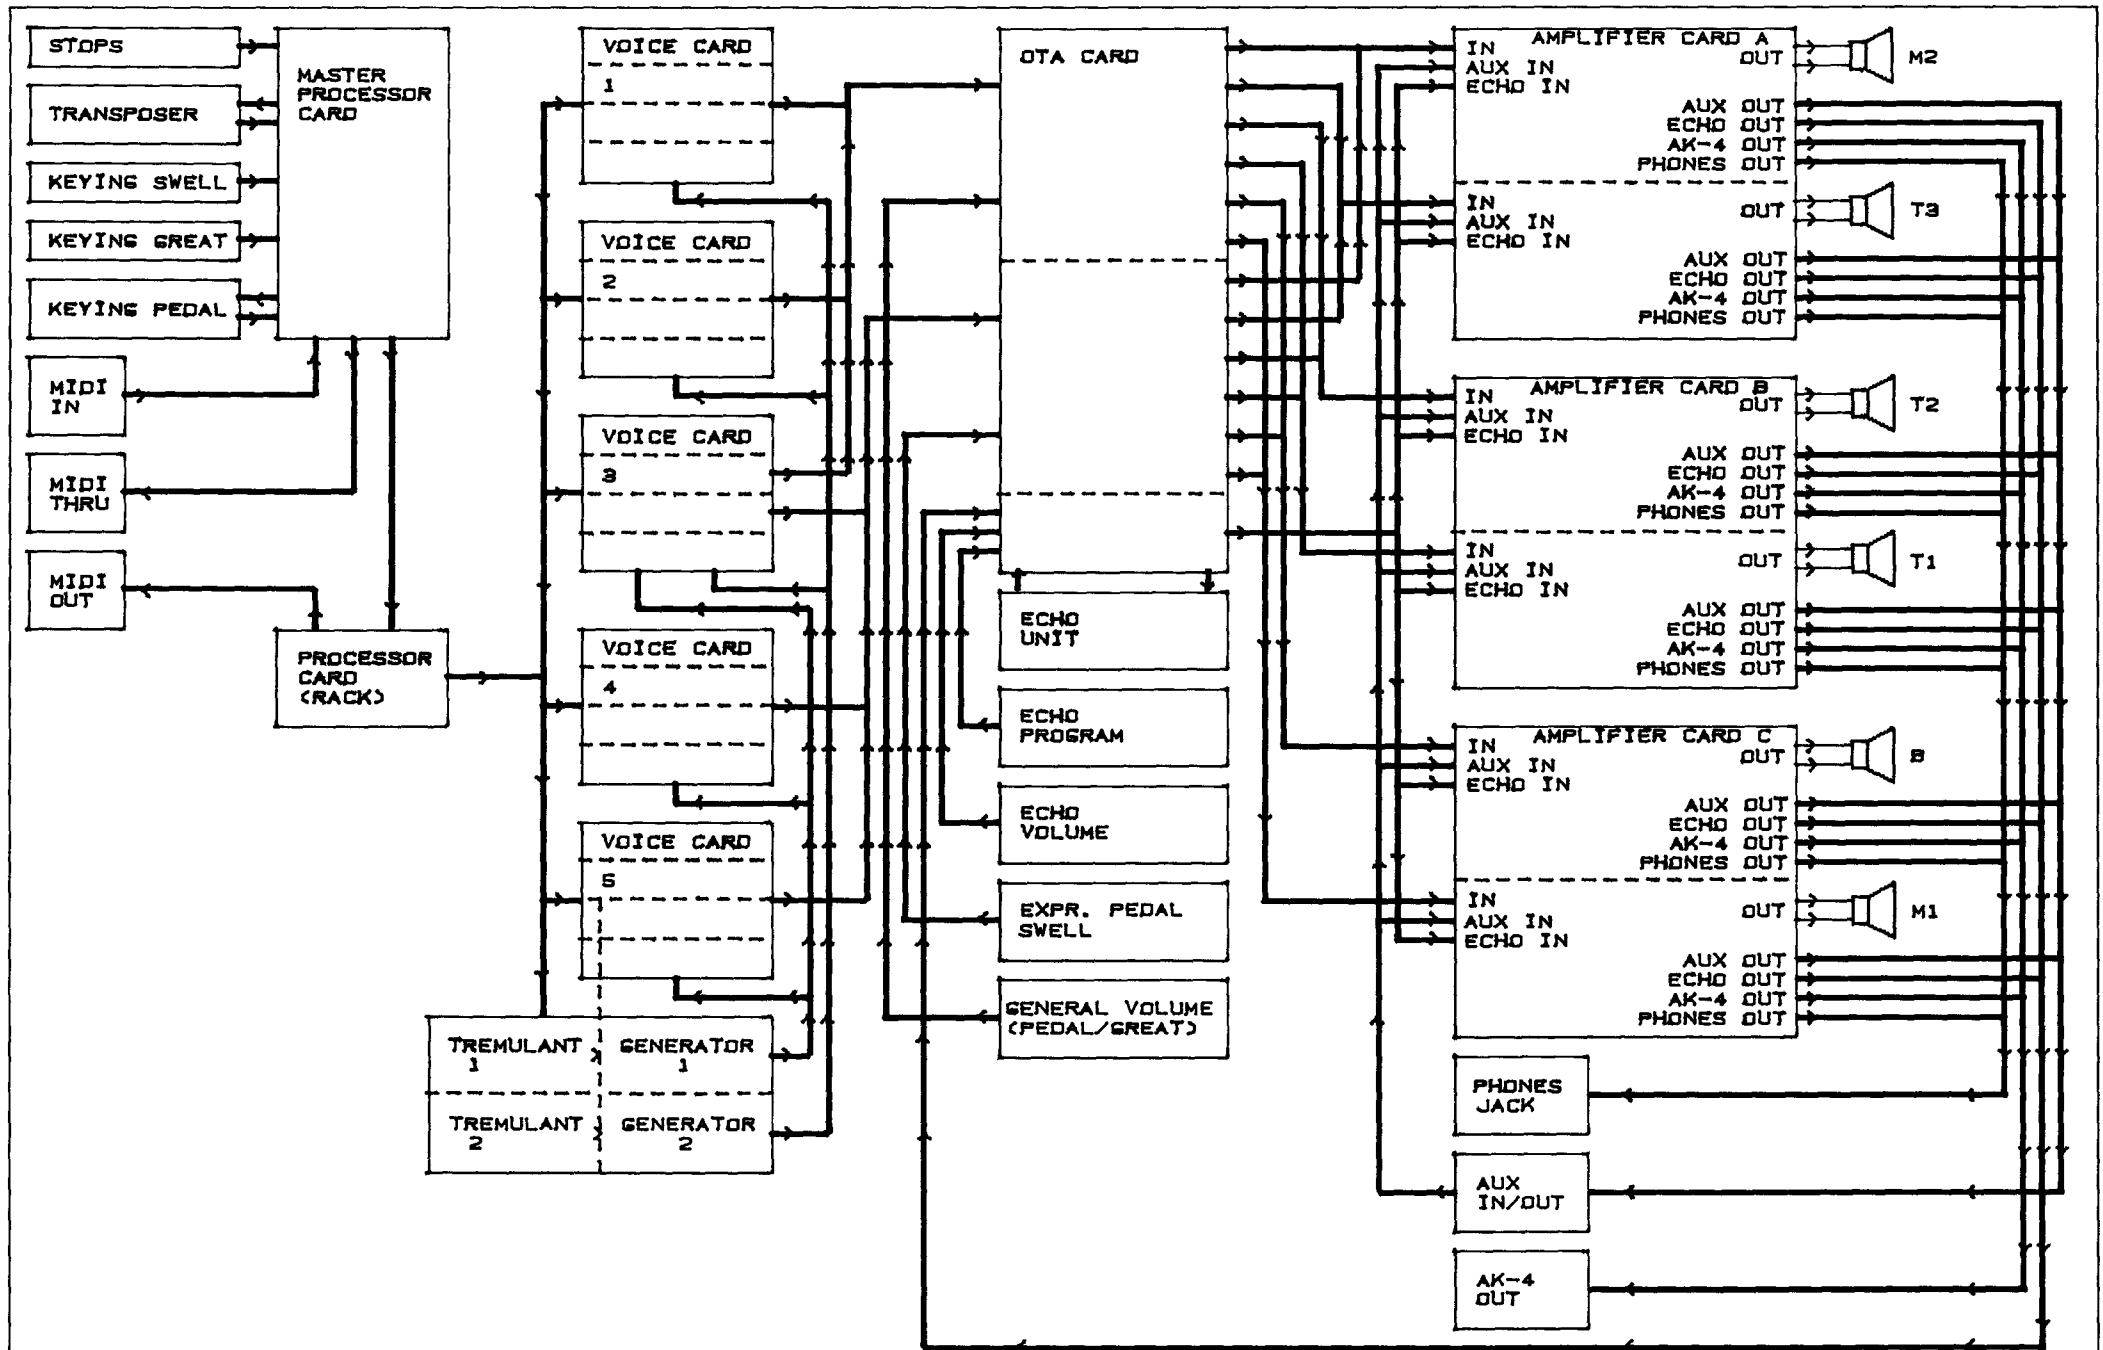 STOPS
TRANSPOSER
KEYING SWELL
KEYING GREAT
KEYING PEDAL
MIDI
IN
MIDI
THRU
MIDI
OUT
MASTER
PROCESSOR
CARD
PROCESSOR
CARD
(RACK)
VOICE CARD
1
VOICE CARD
2
VOICE CARD
3
VOICE CARD
4
VOICE CARD
5
TREMULANT
1
GENERATOR
1
TREMULANT
2
GENERATOR
2
OTA CARD
ECHO
UNIT
ECHO
PROGRAM
ECHO
VOLUME
EXPR. PEDAL
SWELL
GENERAL VOLUME
(PEDAL/GREAT)
AMPLIFIER CARD A
IN
AUX IN
ECHO IN
OUT
M2
AUX OUT
ECHO OUT
AK-4 OUT
PHONES OUT
IN
AUX IN
ECHO IN
OUT
T3
AUX OUT
ECHO OUT
AK-4 OUT
PHONES OUT
AMPLIFIER CARD B
IN
AUX IN
ECHO IN
OUT
T2
AUX OUT
ECHO OUT
AK-4 OUT
PHONES OUT
IN
AUX IN
ECHO IN
OUT
T1
AUX OUT
ECHO OUT
AK-4 OUT
PHONES OUT
AMPLIFIER CARD C
IN
AUX IN
ECHO IN
OUT
B
AUX OUT
ECHO OUT
AK-4 OUT
PHONES OUT
IN
AUX IN
ECHO IN
OUT
M1
AUX OUT
ECHO OUT
AK-4 OUT
PHONES OUT
PHONES
JACK
AUX
IN/OUT
AK-4
OUT